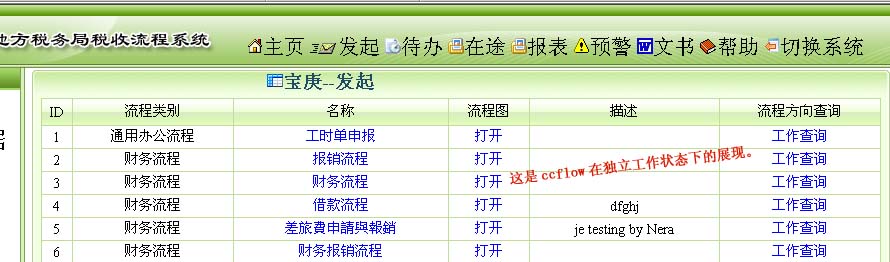 地方税务局税收流程系统
主页 发起 待办 在途 报表 预警 文书 帮助 切换系统
宝庚--发起
ID 流程类别 名称 流程图 描述 流程方向查询
1 通用办公流程 工时单申报 打开 工作查询
2 财务流程 报销流程 打开 工作查询
这是ccflow在独立工作状态下的展现。
3 财务流程 财务流程 打开 工作查询
4 财务流程 借款流程 打开 dfghj 工作查询
5 财务流程 差旅費申請與報銷 打开 je testing by Nera 工作查询
6 财务流程 财务报销流程 打开 工作查询